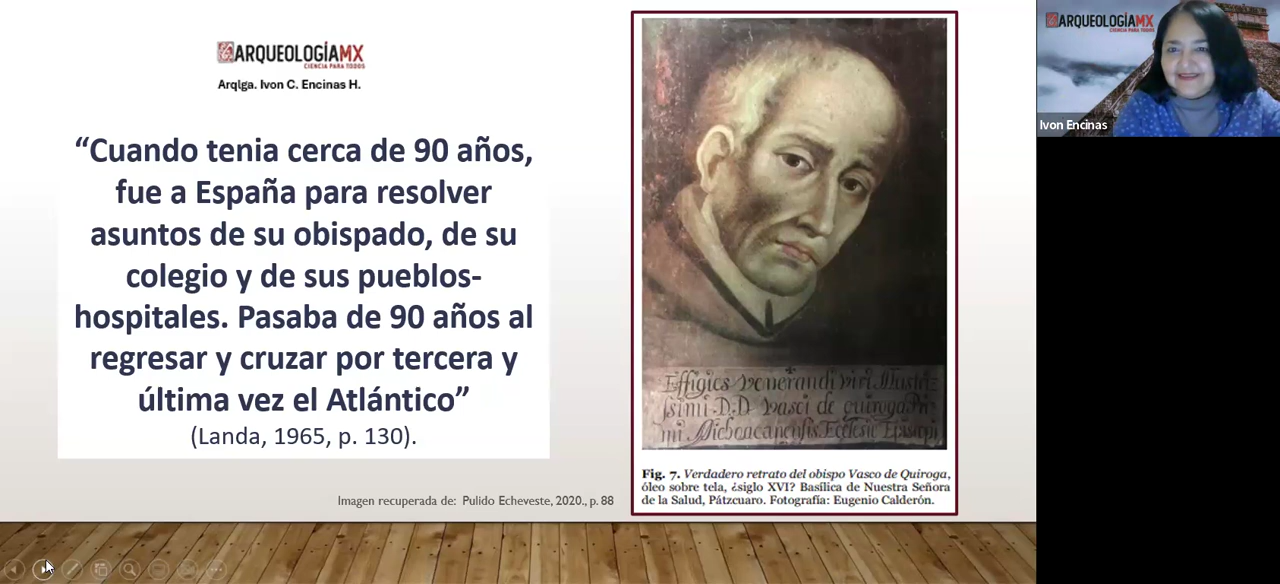 ARQUEOLOGÍAMX
CIENCIA PARA TODOS
Arqlga. Ivon C. Encinas H.
“Cuando tenia cerca de 90 años,
fue a España para resolver
asuntos de su obispado, de su
colegio y de sus pueblos-
hospitales. Pasaba de 90 años al
regresar y cruzar por tercera y
última vez el Atlántico”
(Landa, 1965, p. 130).
Imagen recuperada de: Pulido Echeveste, 2020., p. 88
Effigies Venerandi viri Illustris
ssimi D.D. Vasci de quiroga Pri
mi Michoacanensis Ecclesie Episcopi
Fig. 7. Verdadero retrato del obispo Vasco de Quiroga,
óleo sobre tela, ¿siglo XVI? Basílica de Nuestra Señora
de la Salud, Pátzcuaro. Fotografía: Eugenio Calderón.
ARQUEOLOGÍAMX
CIENCIA PARA TODOS
Ivon Encinas